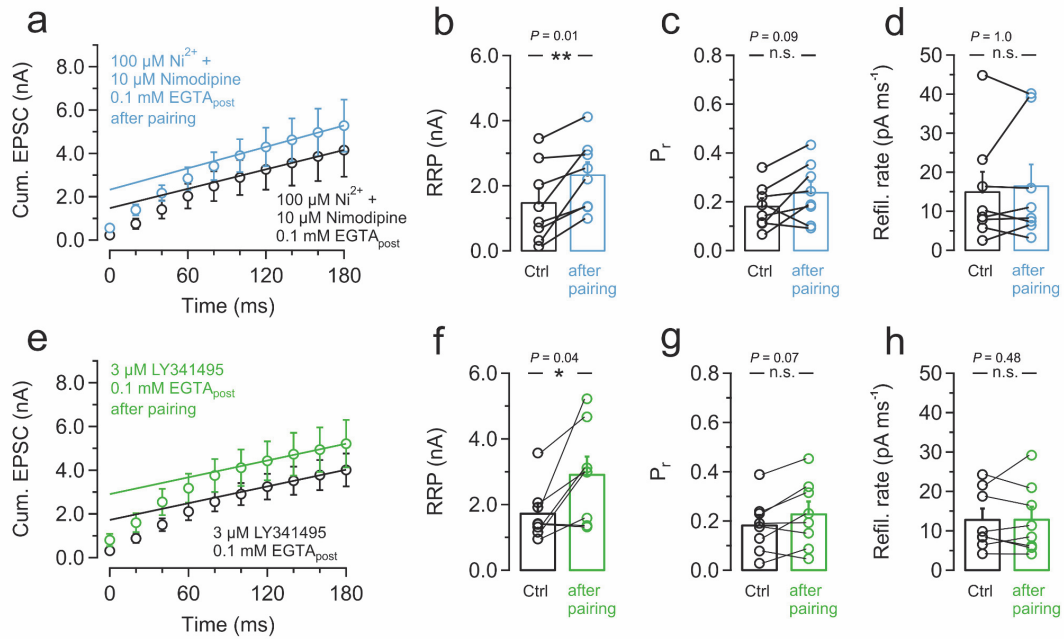 a
Cum. EPSC (nA)
8.0
6.0
4.0
2.0
0.0
100 µM Ni²⁺ +
10 µM Nimodipine
0.1 mM EGTApost
after pairing
100 µM Ni²⁺ +
10 µM Nimodipine
0.1 mM EGTApost
0
60
120
180
Time (ms)
b
P = 0.01
**
RRP (nA)
6.0
4.0
2.0
0.0
Ctrl
after
pairing
c
P = 0.09
n.s.
Pr
0.8
0.6
0.4
0.2
0.0
Ctrl
after
pairing
d
P = 1.0
n.s.
Refill. rate (pA ms⁻¹)
50
40
30
20
10
0
Ctrl
after
pairing
e
Cum. EPSC (nA)
8.0
6.0
4.0
2.0
0.0
3 µM LY341495
0.1 mM EGTApost
after pairing
3 µM LY341495
0.1 mM EGTApost
0
60
120
180
Time (ms)
f
P = 0.04
*
RRP (nA)
6.0
4.0
2.0
0.0
Ctrl
after
pairing
g
P = 0.07
n.s.
Pr
0.8
0.6
0.4
0.2
0.0
Ctrl
after
pairing
h
P = 0.48
n.s.
Refill. rate (pA ms⁻¹)
50
40
30
20
10
0
Ctrl
after
pairing